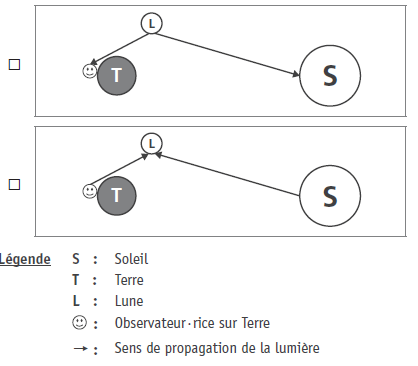 L
T
S
L
T
S
Légende S : Soleil
T : Terre
L : Lune
☺ : Observateur·rice sur Terre
→ : Sens de propagation de la lumière